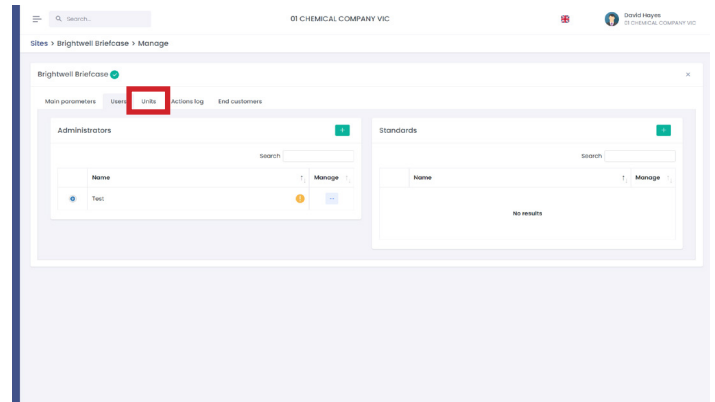 Search...
01 CHEMICAL COMPANY VIC
David Hayes
01 CHEMICAL COMPANY VIC
Sites > Brightwell Briefcase > Manage
Brightwell Briefcase
×
Main parameters Users Units Actions log End customers
Administrators +
Standards +
Search
Search
Name Manage
Name Manage
Test ! ...
No results